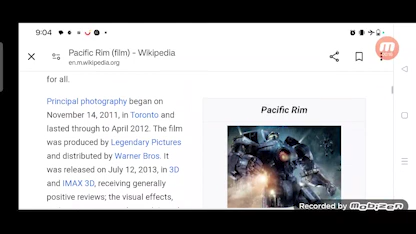 9:04
Pacific Rim (film) - Wikipedia
en.m.wikipedia.org
for all.
Principal photography began on
November 14, 2011, in Toronto and
lasted through to April 2012. The film
was produced by Legendary Pictures
and distributed by Warner Bros. It
was released on July 12, 2013, in 3D
and IMAX 3D, receiving generally
positive reviews; the visual effects,
Pacific Rim
Recorded by Mobizen